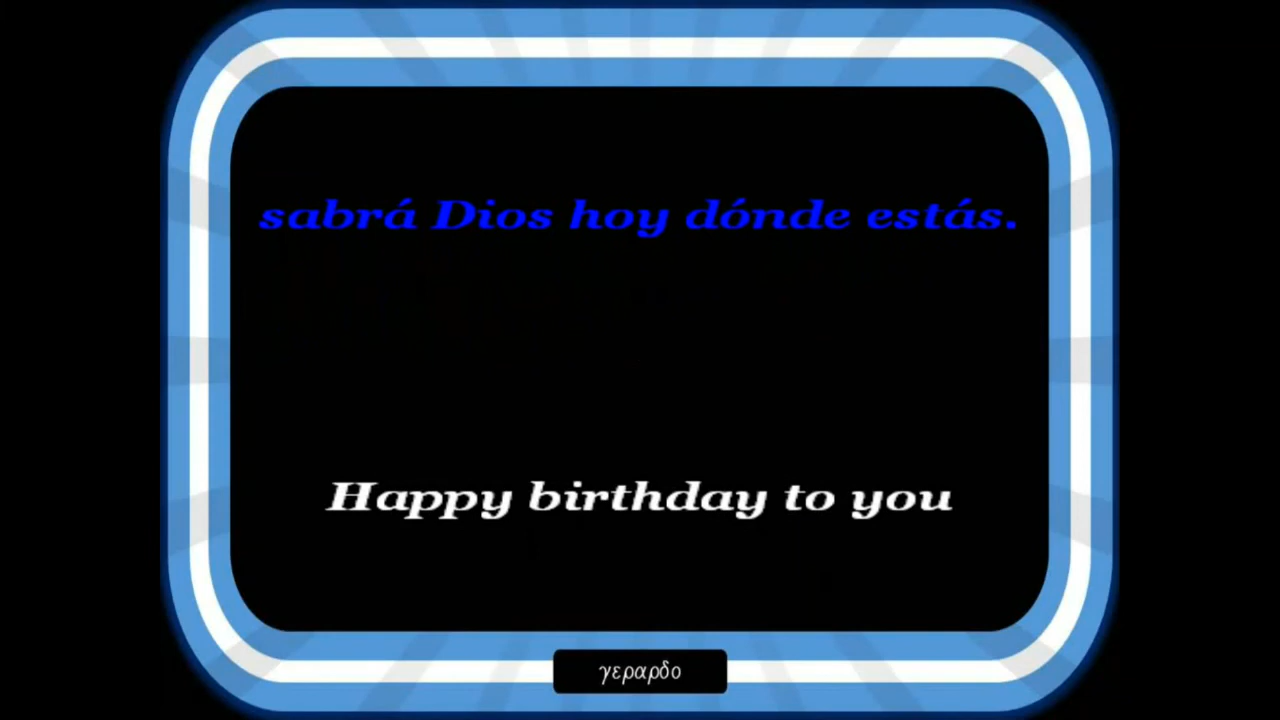 sabrá Dios hoy dónde estás.
Happy birthday to you
γεραρδο